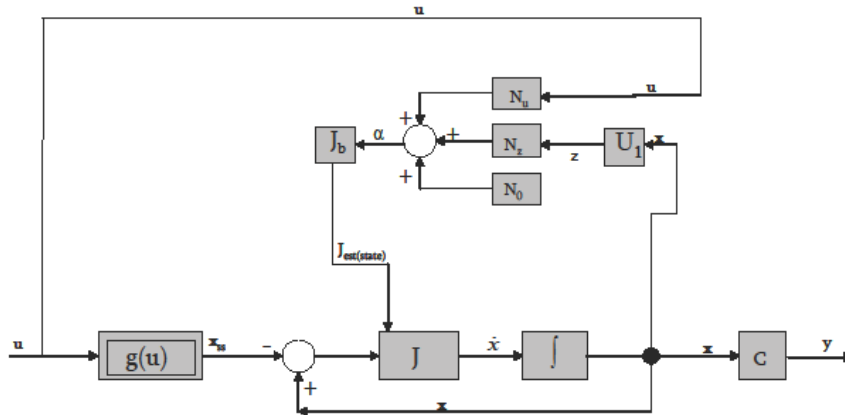 u
N_u
u
+
+
α
J_b
N_z
z
U_1
x
+
N_0
J_est(state)
u
g(u)
x_ss
-
+
J
ẋ
∫
x
C
y
x